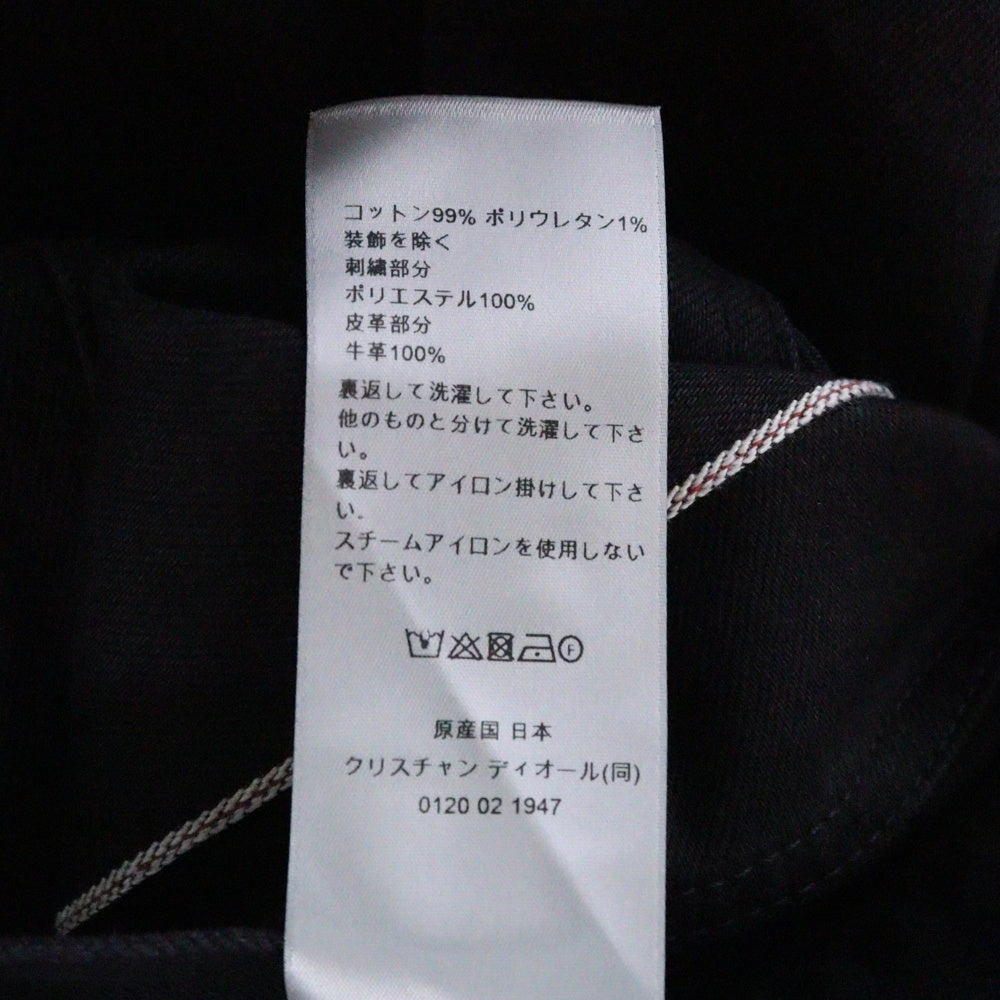 コットン99% ポリウレタン1%
装飾を除く
刺繍部分
ポリエステル100%
皮革部分
牛革100%
裏返して洗濯して下さい。
他のものと分けて洗濯して下さ
い。
裏返してアイロン掛けして下さ
い.
スチームアイロンを使用しない
で下さい。
F
原産国 日本
クリスチャン ディオール(同)
0120 02 1947